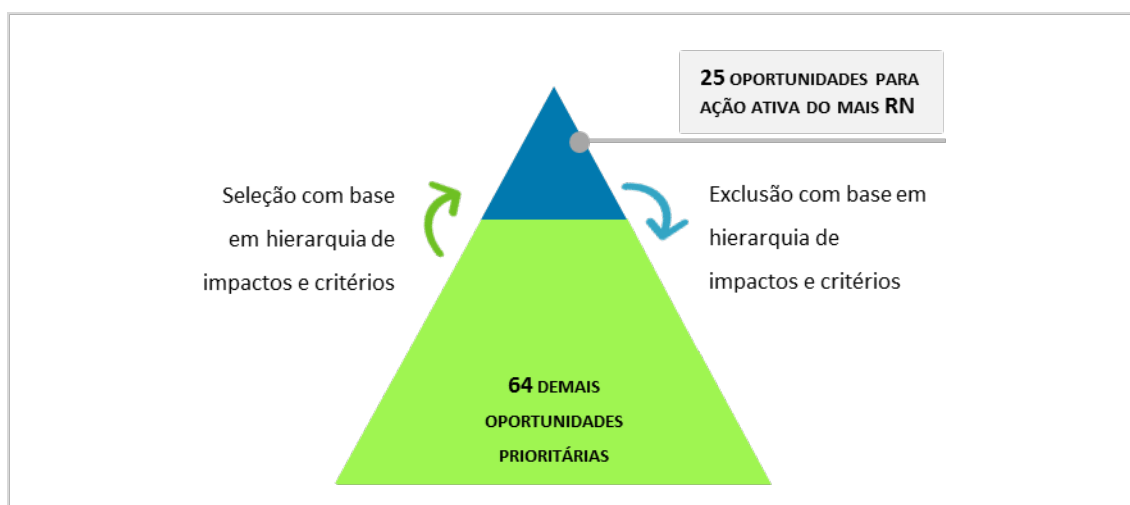 25 OPORTUNIDADES PARA
AÇÃO ATIVA DO MAIS RN
Seleção com base
em hierarquia de
impactos e critérios
Exclusão com base em
hierarquia de
impactos e critérios
64 DEMAIS
OPORTUNIDADES
PRIORITÁRIAS